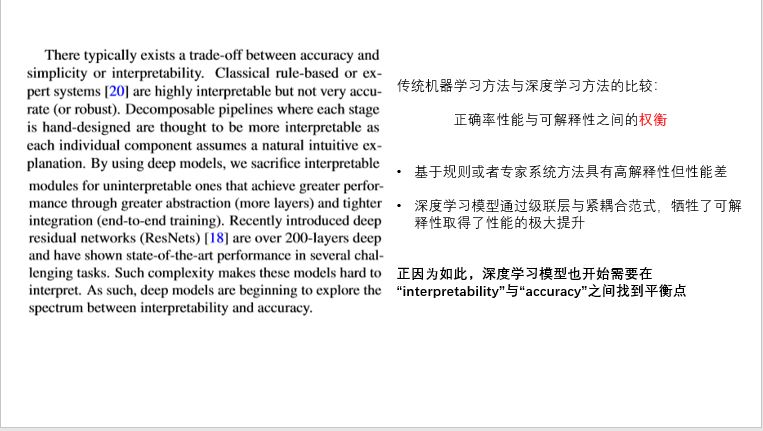 There typically exists a trade-off between accuracy and
simplicity or interpretability. Classical rule-based or ex-
pert systems [20] are highly interpretable but not very accu-
rate (or robust). Decomposable pipelines where each stage
is hand-designed are thought to be more interpretable as
each individual component assumes a natural intuitive ex-
planation. By using deep models, we sacrifice interpretable
modules for uninterpretable ones that achieve greater perfor-
mance through greater abstraction (more layers) and tighter
integration (end-to-end training). Recently introduced deep
residual networks (ResNets) [18] are over 200-layers deep
and have shown state-of-the-art performance in several chal-
lenging tasks. Such complexity makes these models hard to
interpret. As such, deep models are beginning to explore the
spectrum between interpretability and accuracy.
传统机器学习方法与深度学习方法的比较：
正确率性能与可解释性之间的权衡
• 基于规则或者专家系统方法具有高解释性但性能差
• 深度学习模型通过级联层与紧耦合范式，牺牲了可解
释性取得了性能的极大提升
正因为如此，深度学习模型也开始需要在
“interpretability”与“accuracy”之间找到平衡点